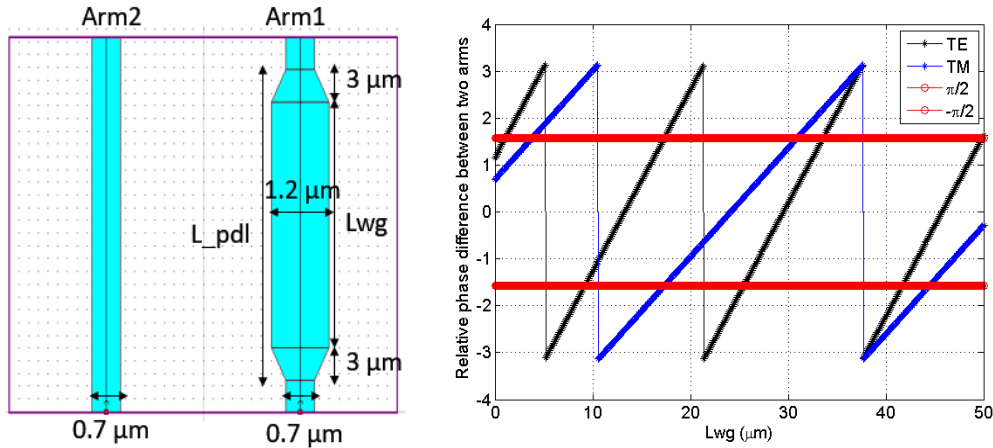 Arm2
Arm1
3 μm
1.2 μm
L_pdl
Lwg
3 μm
0.7 μm
0.7 μm
Relative phase difference between two arms
4
3
2
1
0
-1
-2
-3
-4
TE
TM
π/2
-π/2
0 10 20 30 40 50
Lwg (μm)